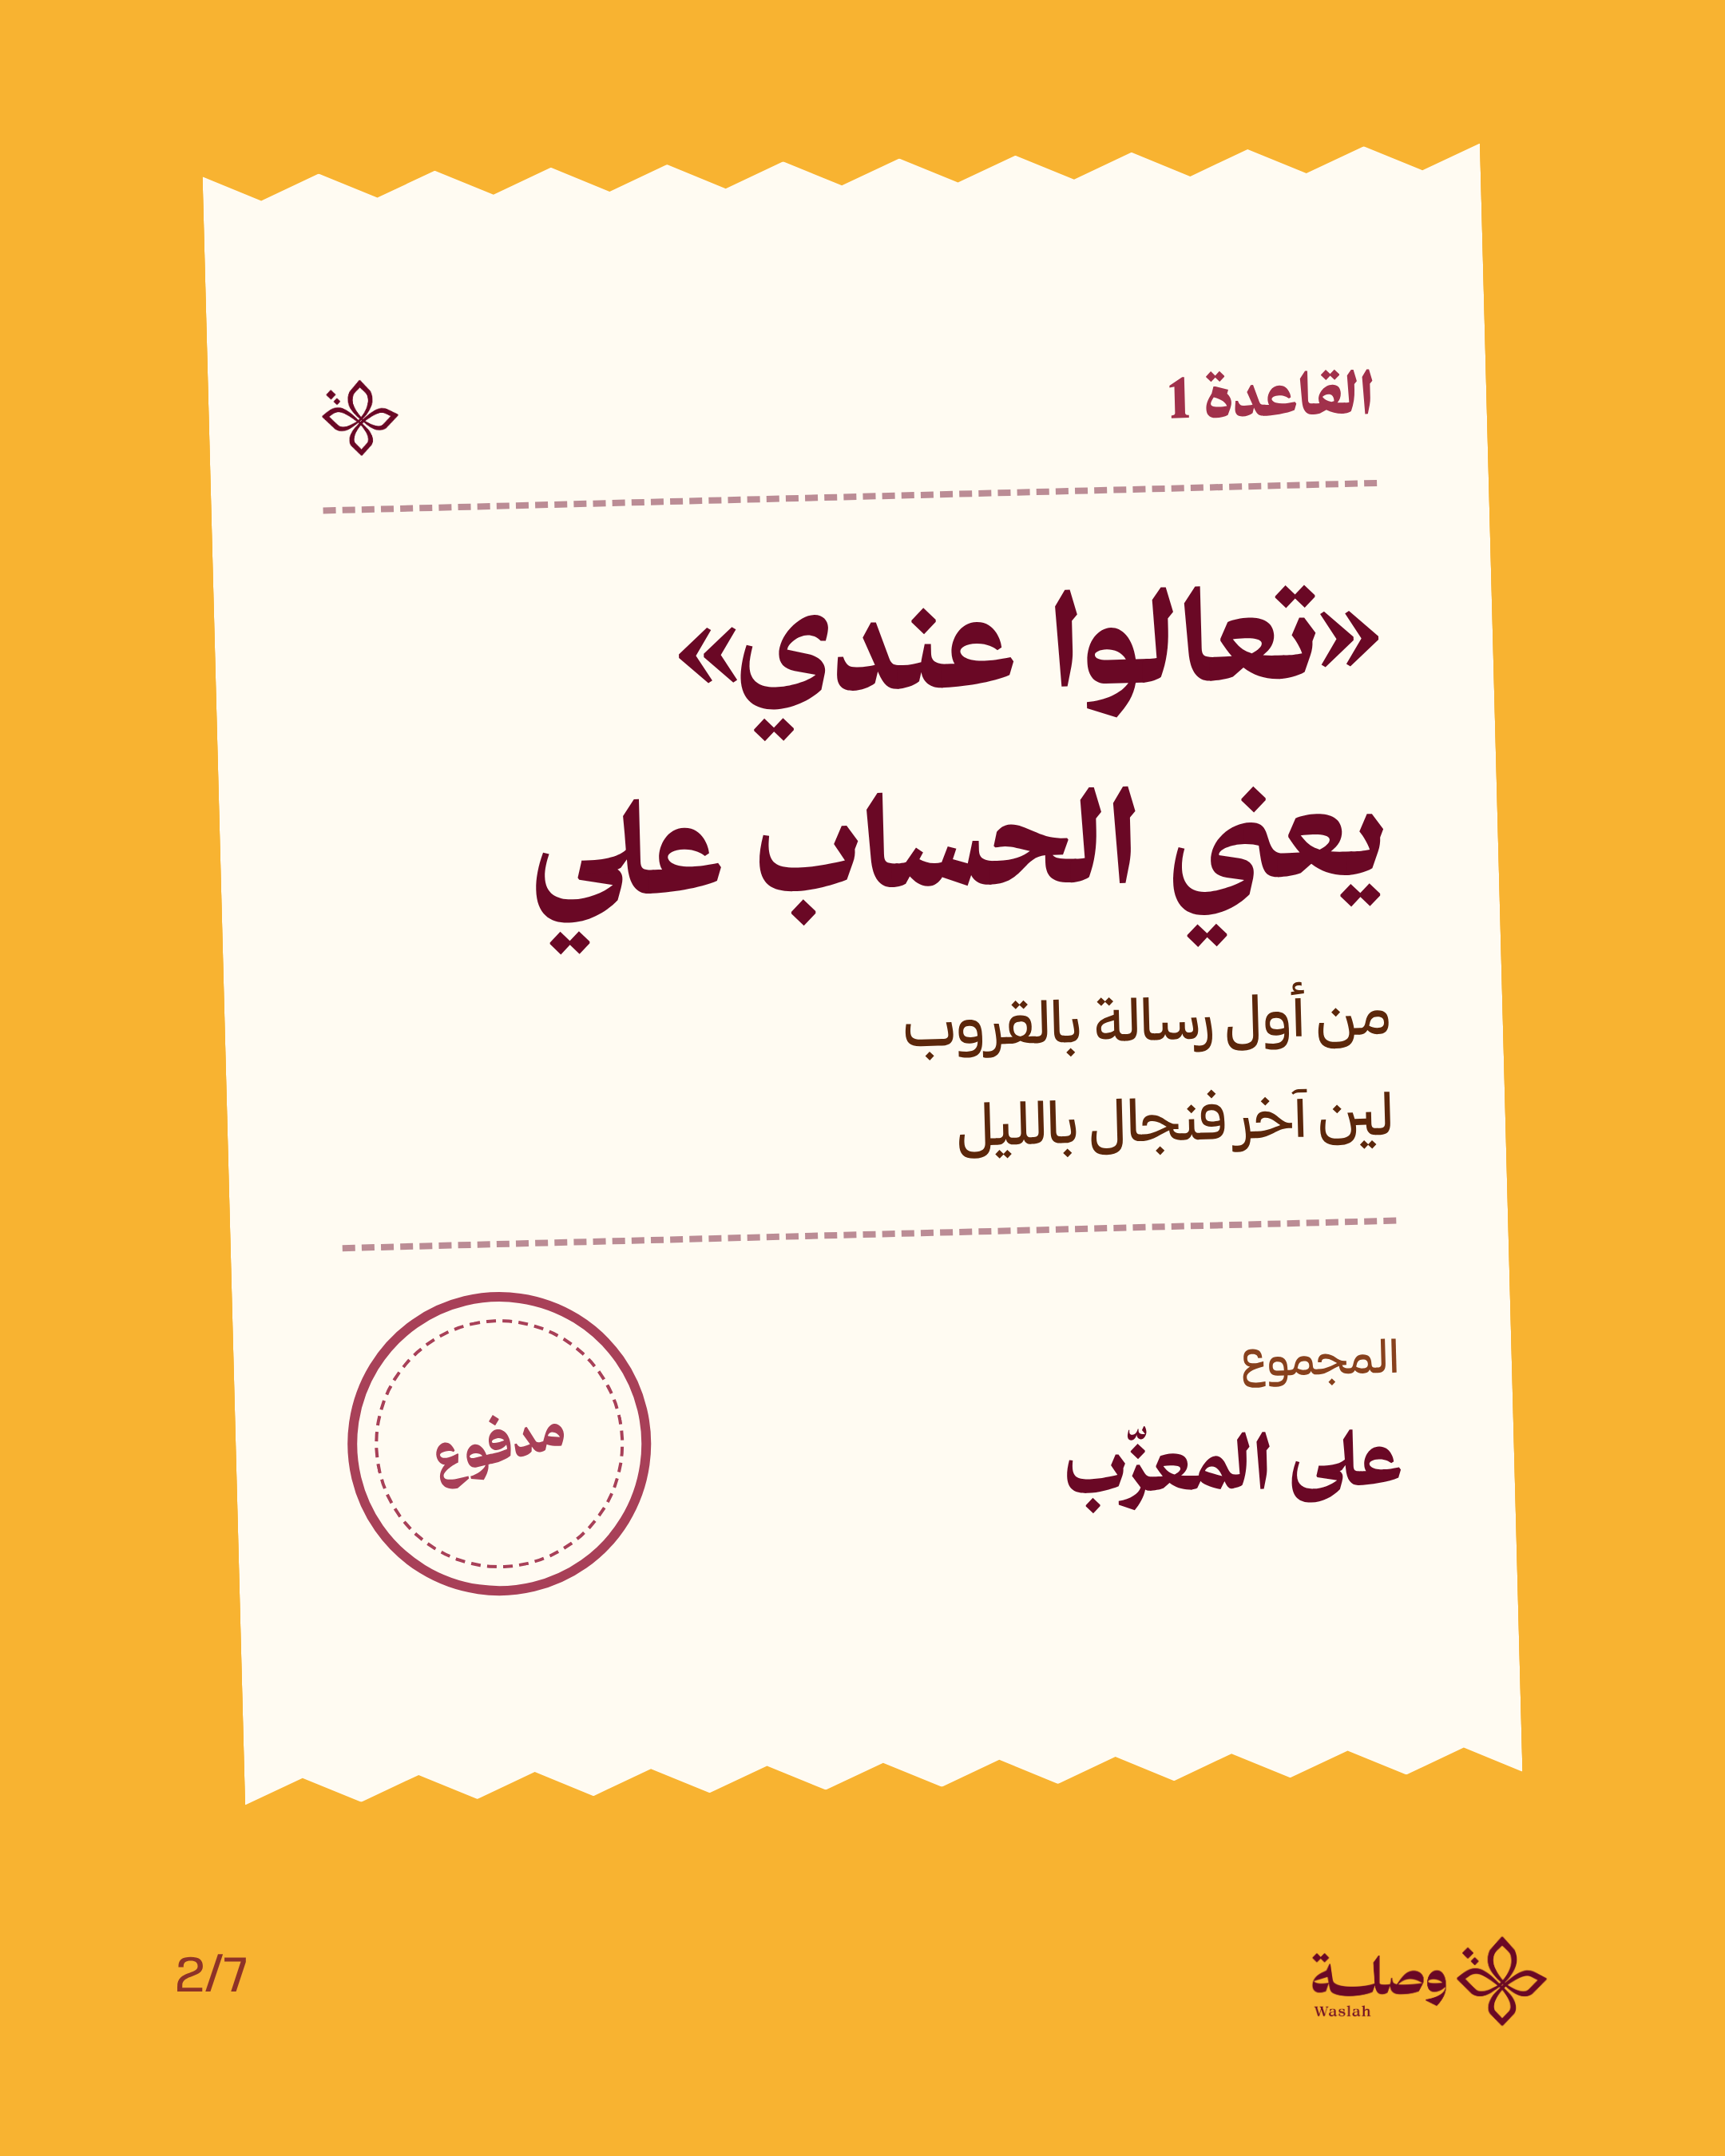 القاعدة 1
«تعالوا عندي»
يعني الحساب علي
من أول رسالة بالقروب
لين آخر فنجال بالليل
المجموع
على المعزّب
مدفوع
وصلة
Waslah
2/7